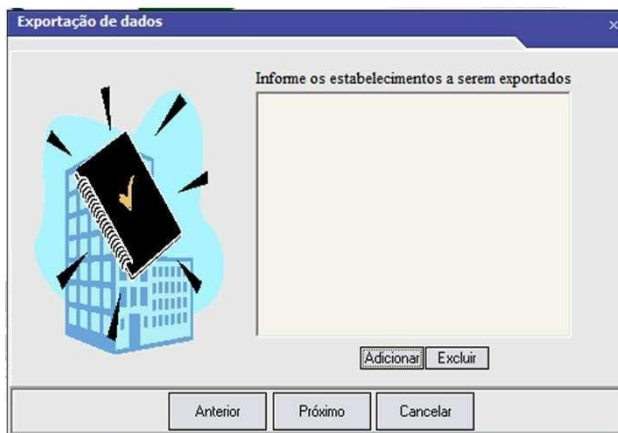 Exportação de dados
Informe os estabelecimentos a serem exportados
Adicionar Excluir
Anterior Próximo Cancelar